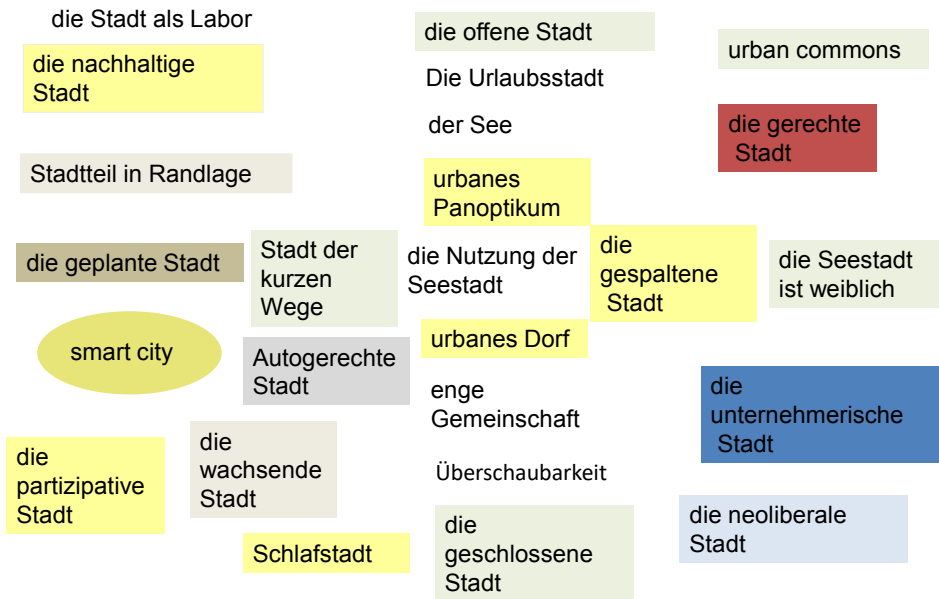 die Stadt als Labor
die nachhaltige
Stadt
Stadtteil in Randlage
die geplante Stadt
smart city
die
partizipative
Stadt
Stadt der
kurzen
Wege
Autogerechte
Stadt
die
wachsende
Stadt
Schlafstadt
die offene Stadt
Die Urlaubsstadt
der See
urbanes
Panoptikum
die Nutzung der
Seestadt
urbanes Dorf
enge
Gemeinschaft
Überschaubarkeit
die
geschlossene
Stadt
urban commons
die gerechte
Stadt
die
gespaltene
Stadt
die Seestadt
ist weiblich
die
unternehmerische
Stadt
die neoliberale
Stadt